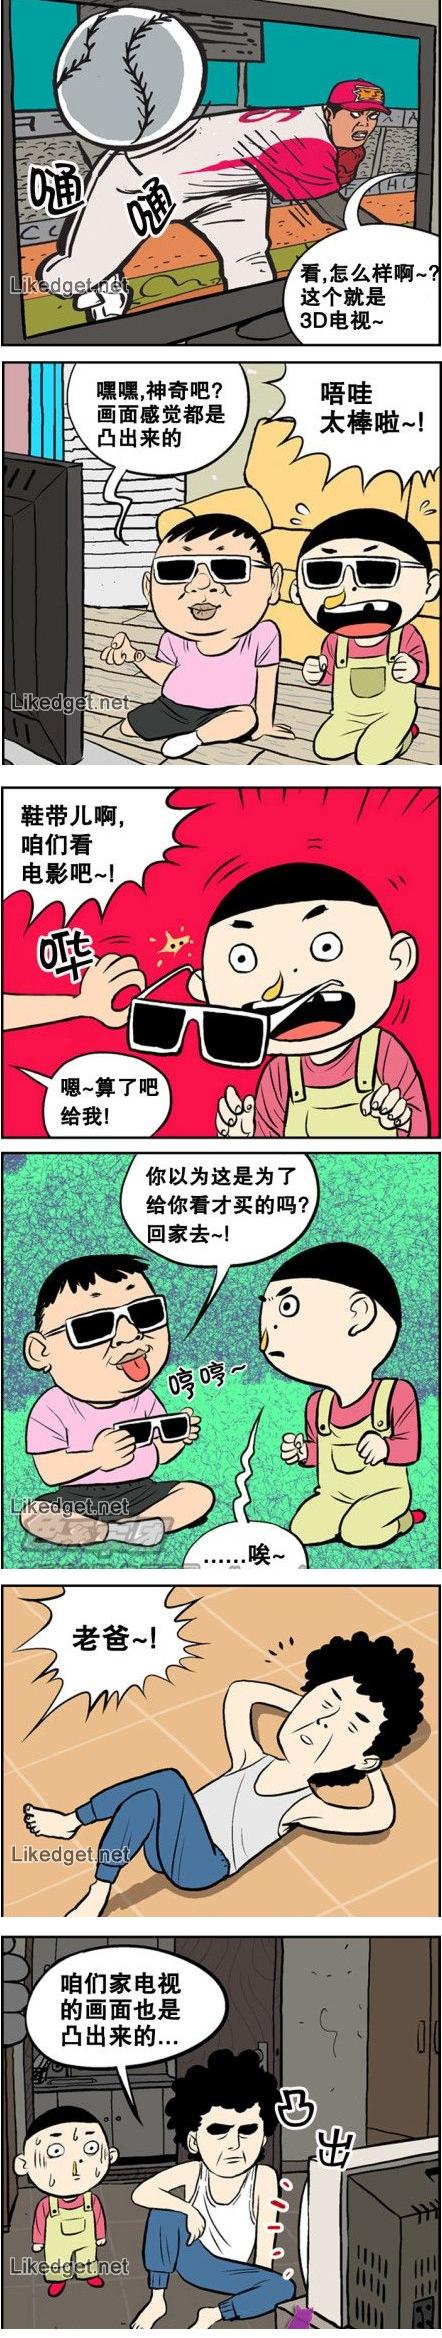 嗵
嗵
Likedget.net
看,怎么样啊~?
这个就是
3D电视~
嘿嘿,神奇吧?
画面感觉都是
凸出来的
唔哇
太棒啦~!
Likedget.net
鞋带儿啊,
咱们看
电影吧~!
哗
嗯~算了吧
给我!
你以为这是为了
给你看才买的吗?
回家去~!
哼哼~
Likedget.net
……唉~
老爸~!
Likedget.net
咱们家电视
的画面也是
凸出来的...
凸
出
Likedget.net